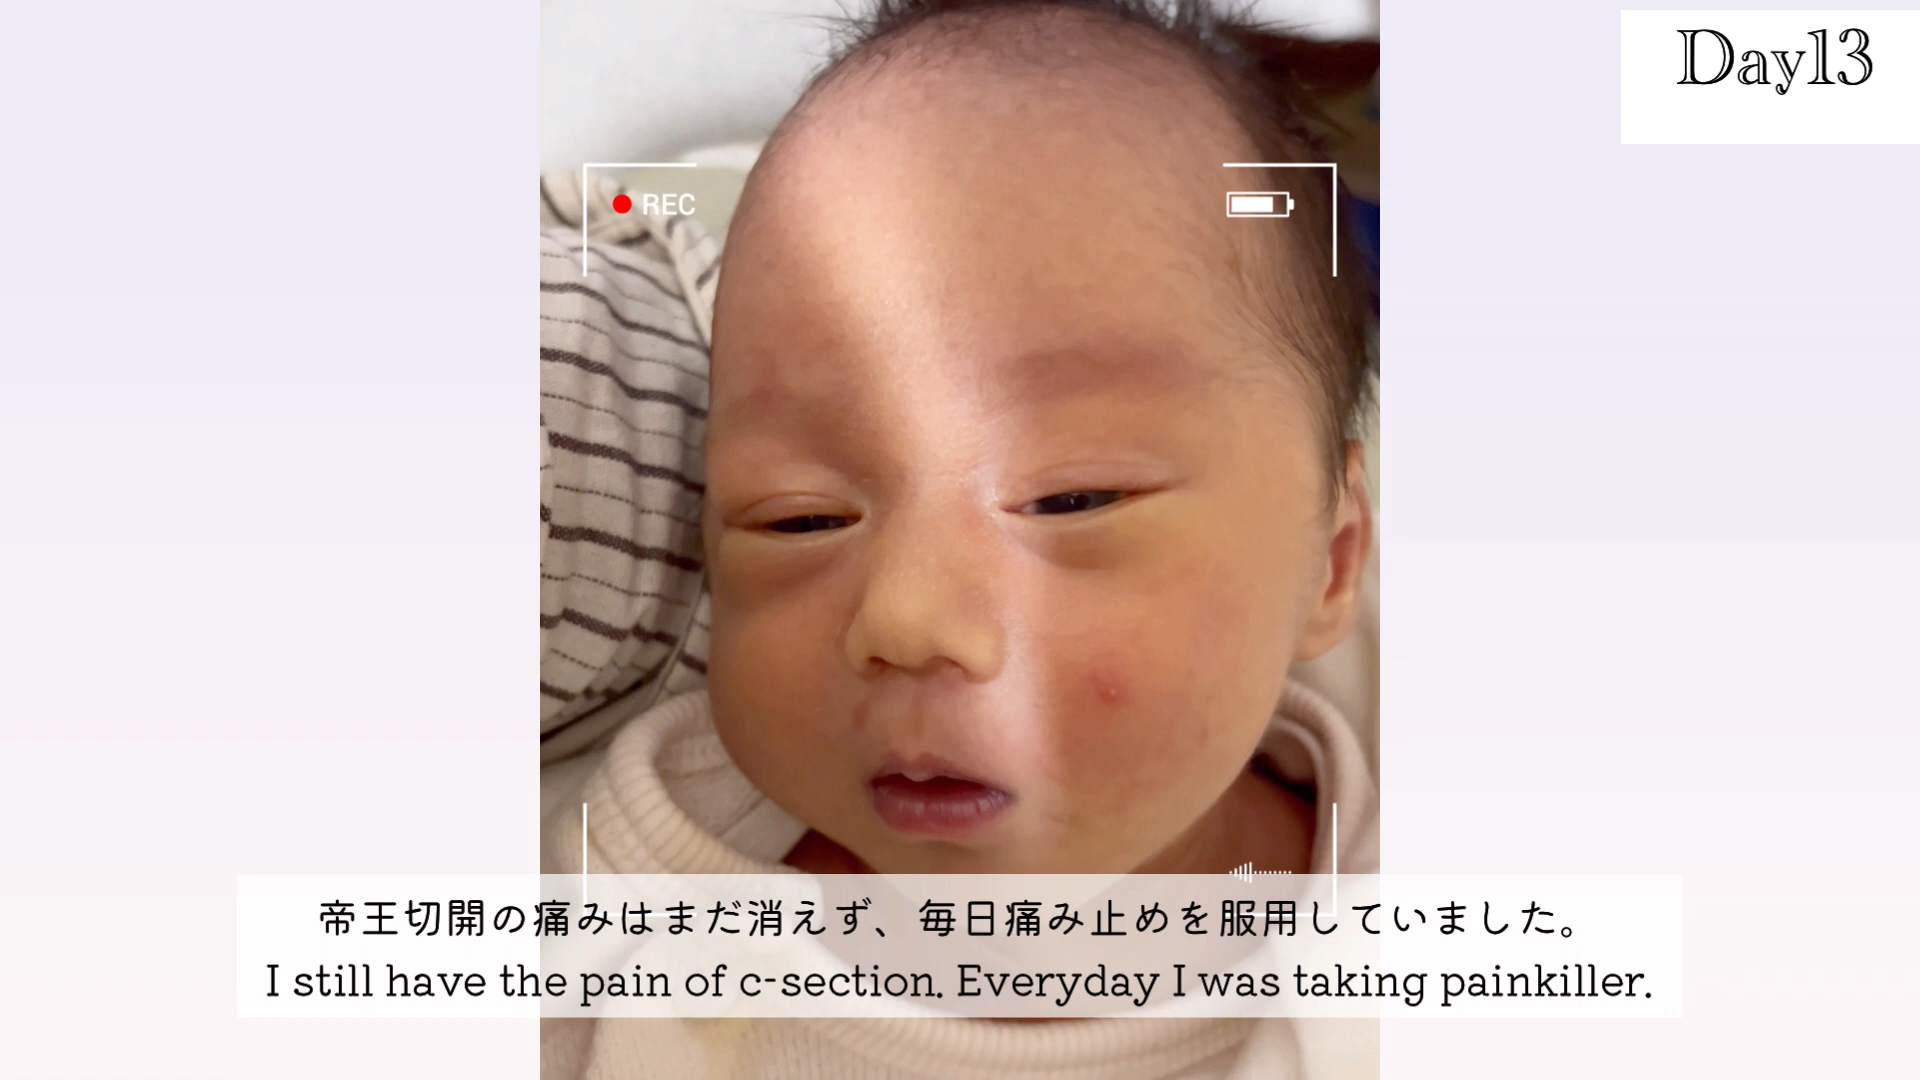 Day13
REC
帝王切開の痛みはまだ消えず、毎日痛み止めを服用していました。
I still have the pain of c-section. Everyday I was taking painkiller.